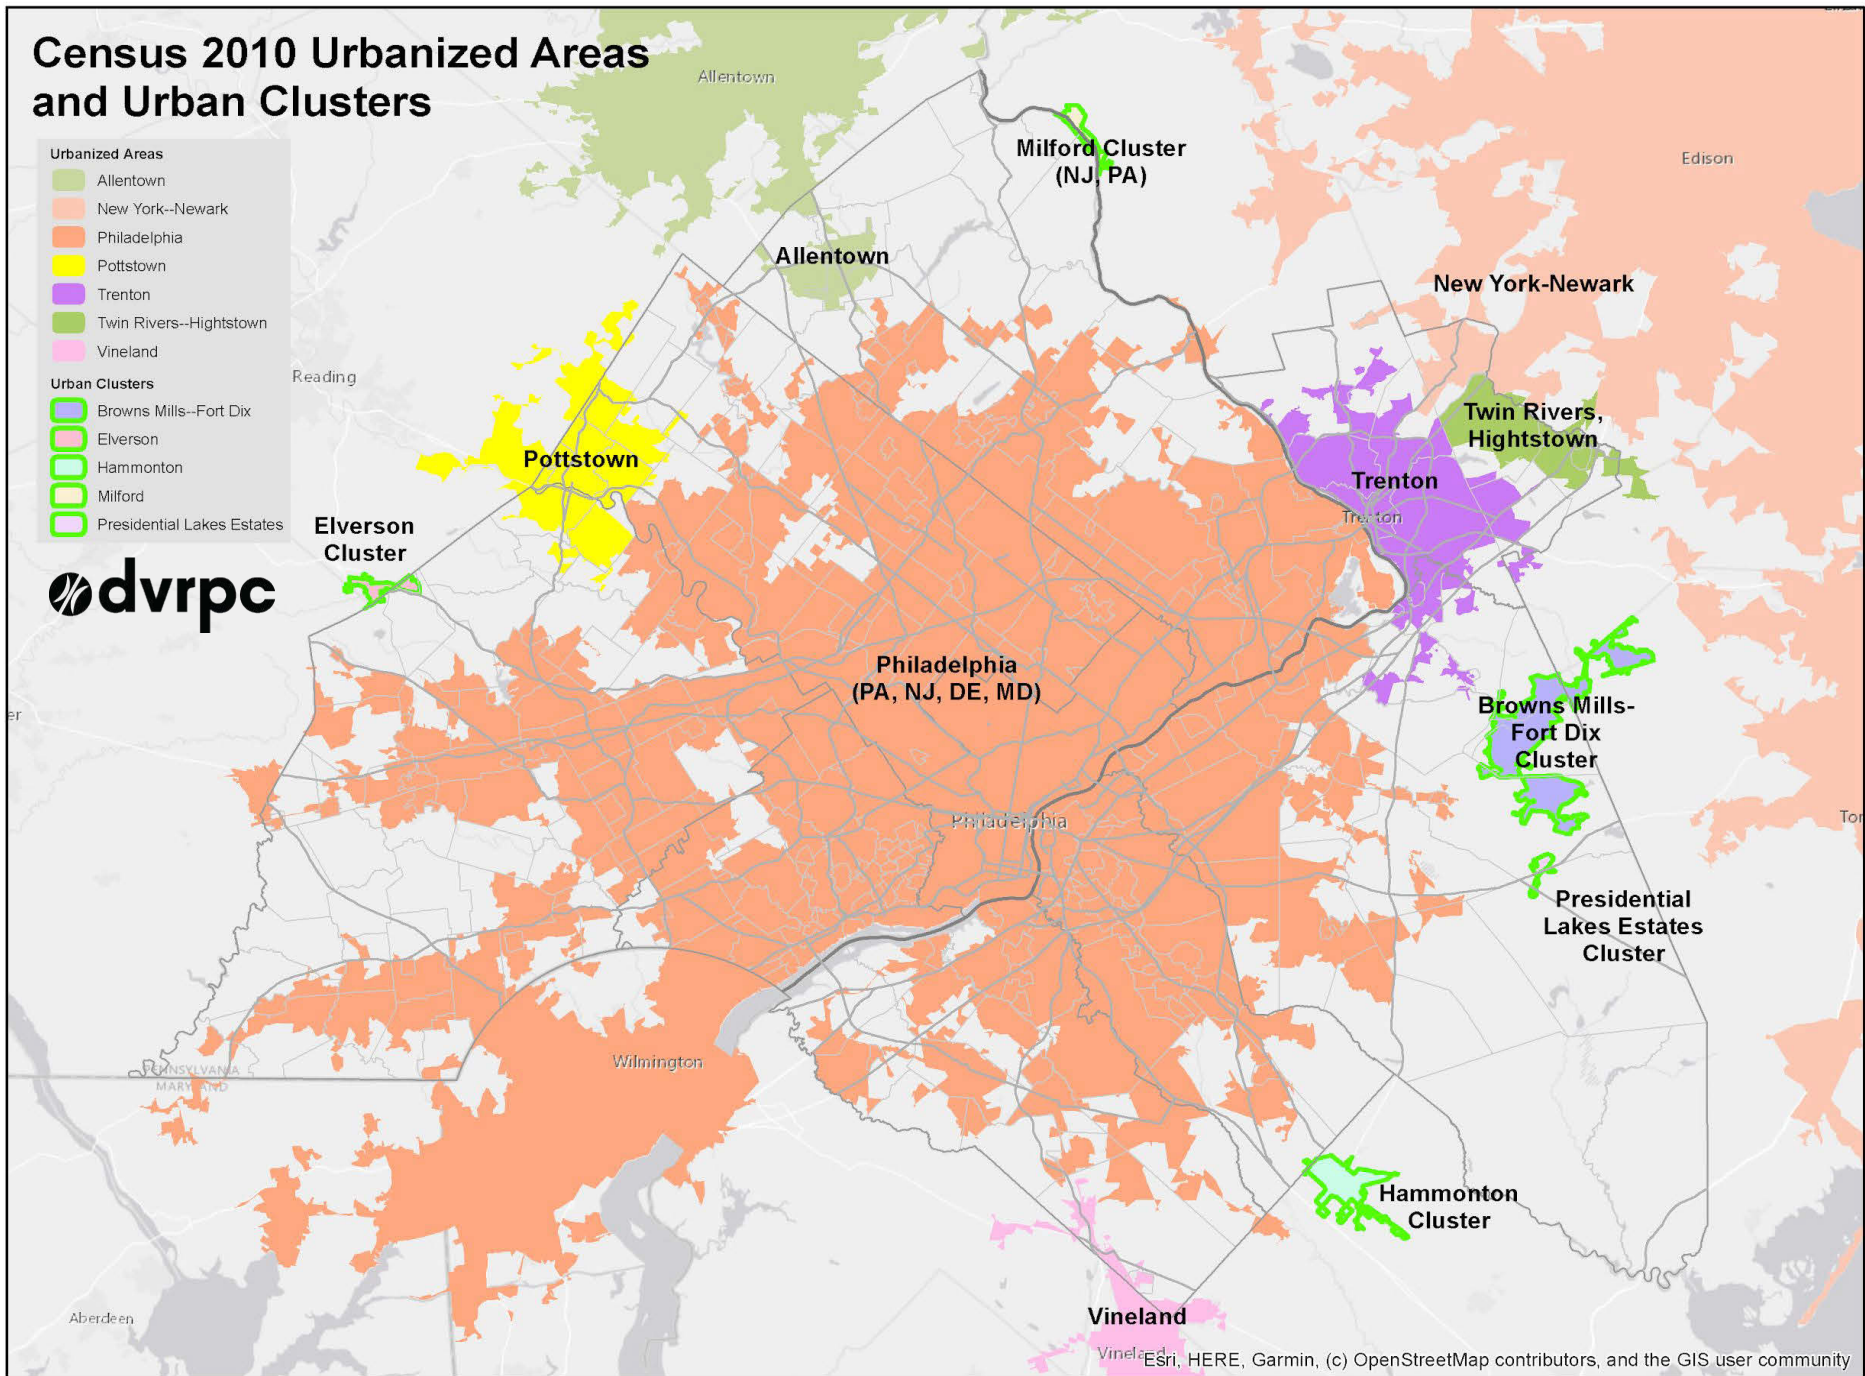 Census 2010 Urbanized Areas
and Urban Clusters
Urbanized Areas
Allentown
New York--Newark
Philadelphia
Pottstown
Trenton
Twin Rivers--Hightstown
Vineland
Urban Clusters
Browns Mills--Fort Dix
Elverson
Hammonton
Milford
Presidential Lakes Estates
dvrpc
Allentown
Milford Cluster
(NJ, PA)
Edison
Allentown
New York-Newark
Reading
Twin Rivers,
Hightstown
Pottstown
Trenton
Trenton
Elverson
Cluster
Philadelphia
(PA, NJ, DE, MD)
er
Browns Mills-
Fort Dix
Cluster
Philadelphia
Tor
Presidential
Lakes Estates
Cluster
Wilmington
PENNSYLVANIA
MARYLAND
Hammonton
Cluster
Aberdeen
Vineland
Vineland
Esri, HERE, Garmin, (c) OpenStreetMap contributors, and the GIS user community